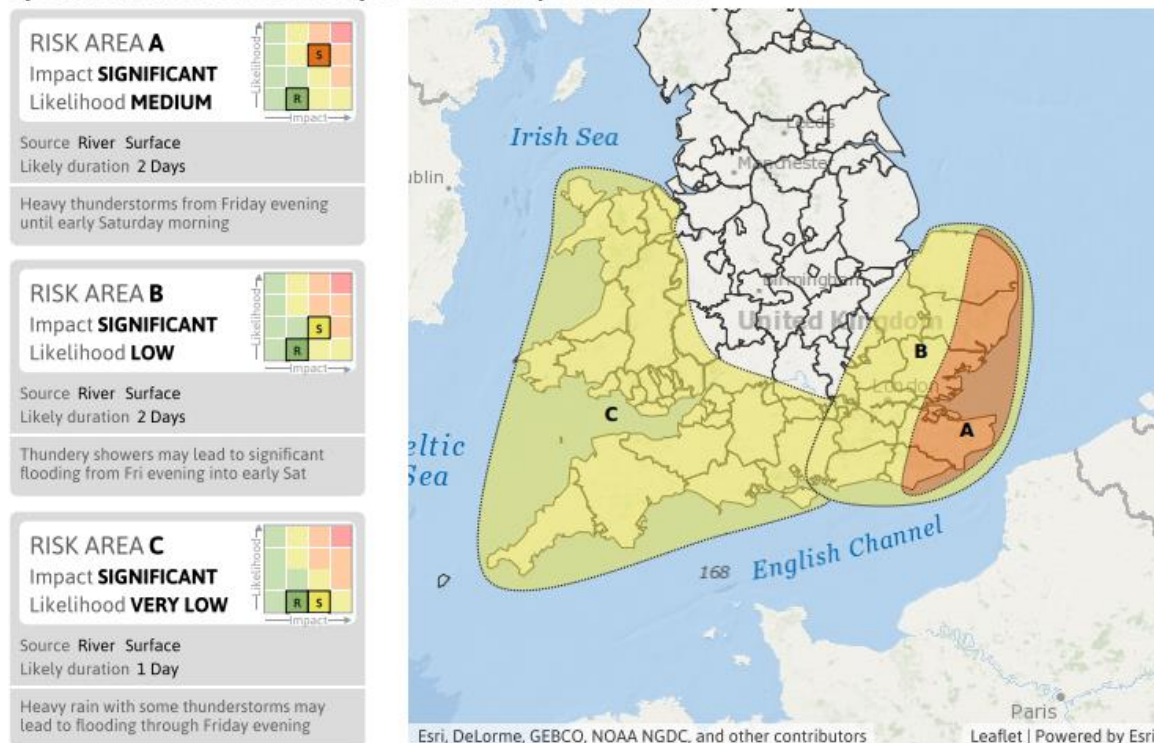 RISK AREA A
Impact SIGNIFICANT
Likelihood MEDIUM
Likelihood
S
R
Impact
Source River Surface
Likely duration 2 Days
Heavy thunderstorms from Friday evening
until early Saturday morning
RISK AREA B
Impact SIGNIFICANT
Likelihood LOW
Likelihood
S
R
Impact
Source River Surface
Likely duration 2 Days
Thundery showers may lead to significant
flooding from Fri evening into early Sat
RISK AREA C
Impact SIGNIFICANT
Likelihood VERY LOW
Likelihood
R S
Impact
Source River Surface
Likely duration 1 Day
Heavy rain with some thunderstorms may
lead to flooding through Friday evening
Irish Sea
Leeds
Manchester
ublin
Birmingham
United Kingdom
B
London
C
A
eltic
Sea
English Channel
168
Paris
Esri, DeLorme, GEBCO, NOAA NGDC, and other contributors
Leaflet | Powered by Esri